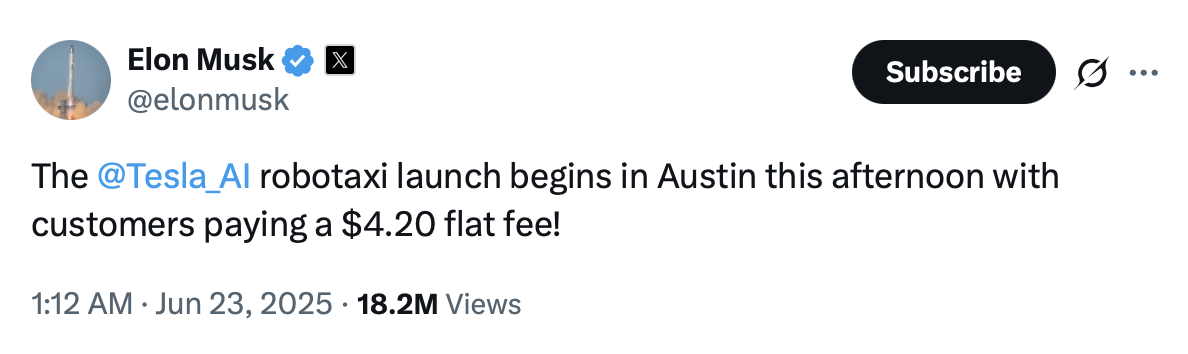 Elon Musk
@elonmusk
Subscribe
The @Tesla_AI robotaxi launch begins in Austin this afternoon with
customers paying a $4.20 flat fee!
1:12 AM · Jun 23, 2025 · 18.2M Views